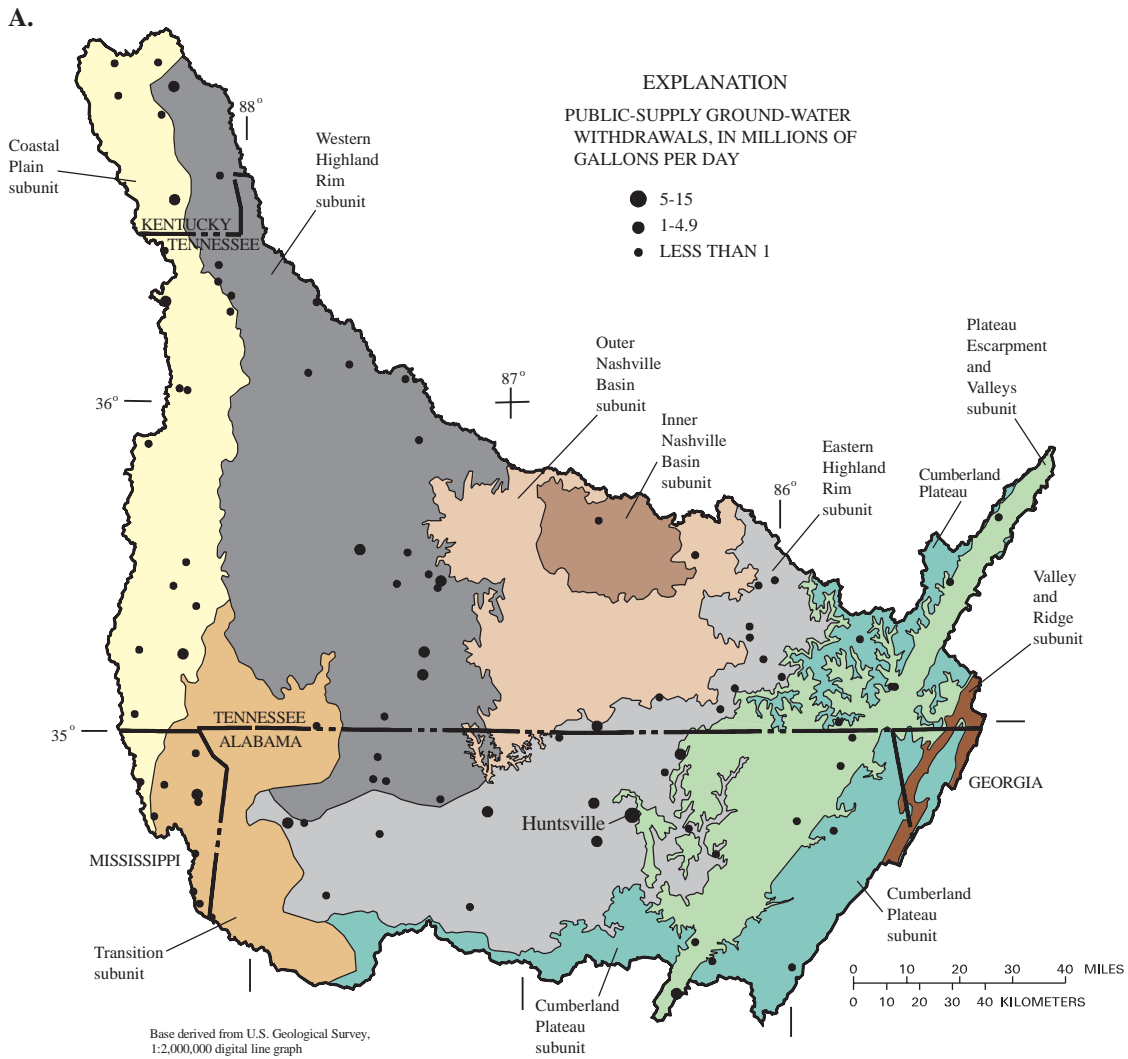 A.
EXPLANATION
PUBLIC-SUPPLY GROUND-WATER
WITHDRAWALS, IN MILLIONS OF
GALLONS PER DAY
5-15
1-4.9
LESS THAN 1
88°
Coastal
Plain
subunit
Western
Highland
Rim
subunit
KENTUCKY
TENNESSEE
Plateau
Escarpment
and
Valleys
subunit
Outer
Nashville
Basin
subunit
87°
36°
Inner
Nashville
Basin
subunit
Eastern
Highland
Rim
subunit
86°
Cumberland
Plateau
Valley
and
Ridge
subunit
35°
TENNESSEE
ALABAMA
GEORGIA
Huntsville
MISSISSIPPI
Cumberland
Plateau
subunit
Transition
subunit
Cumberland
Plateau
subunit
0 10 20 30 40 MILES
0 10 20 30 40 KILOMETERS
Base derived from U.S. Geological Survey,
1:2,000,000 digital line graph